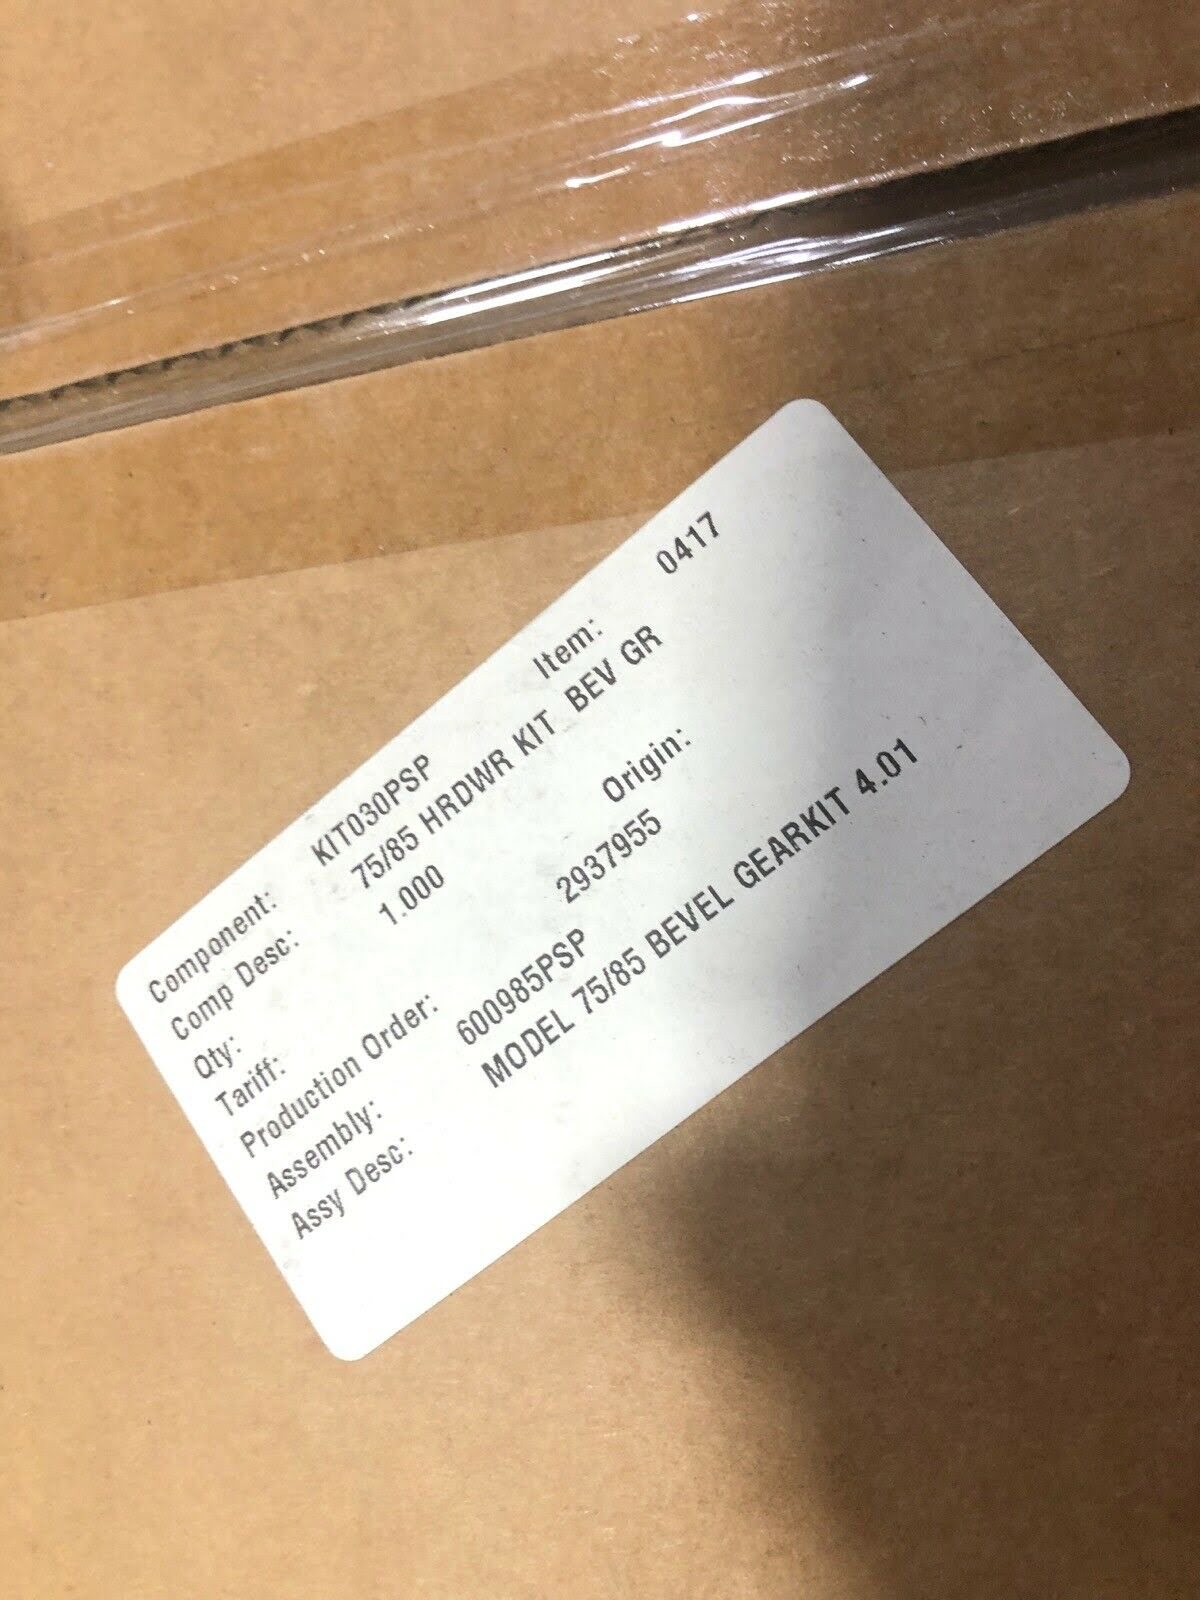 Component: KIT030PSP Item: 0417
Comp Desc: 75/85 HRDWR KIT BEV GR
Qty: 1.000
Tariff: Origin:
Production Order: 2937955
Assembly: 600985PSP
Assy Desc: MODEL 75/85 BEVEL GEARKIT 4.01